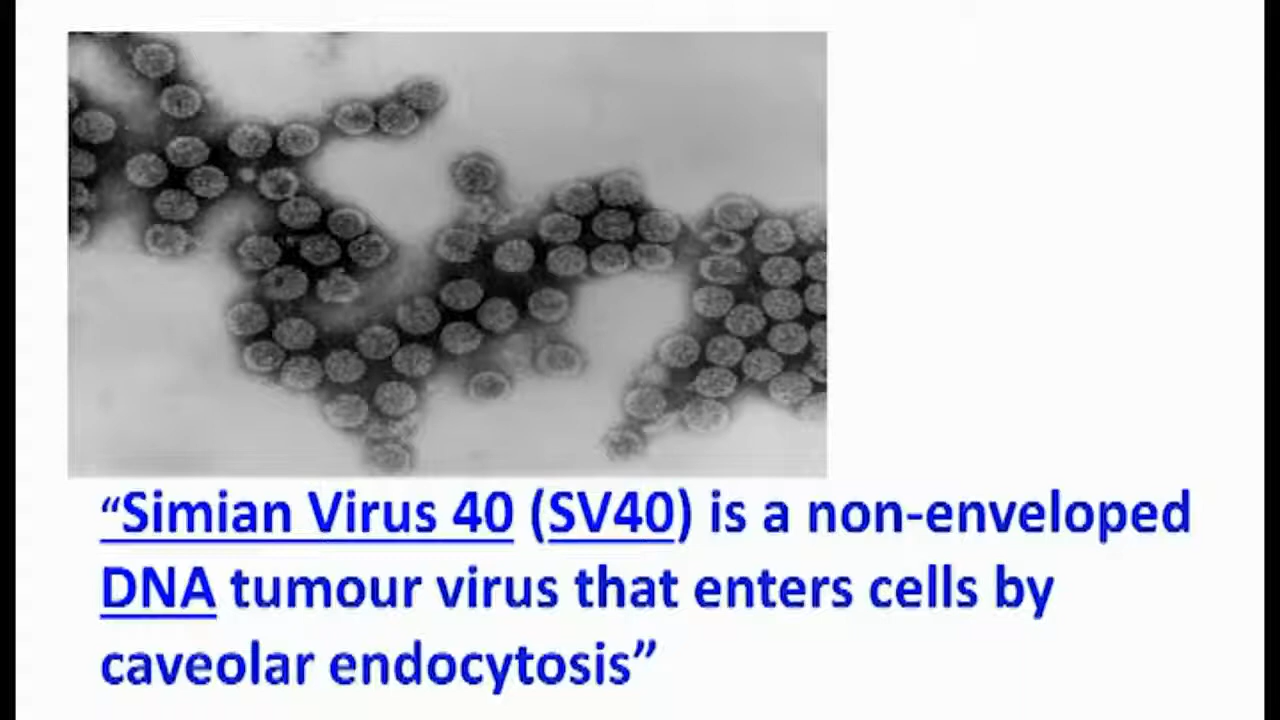 “Simian Virus 40 (SV40) is a non-enveloped
DNA tumour virus that enters cells by
caveolar endocytosis”